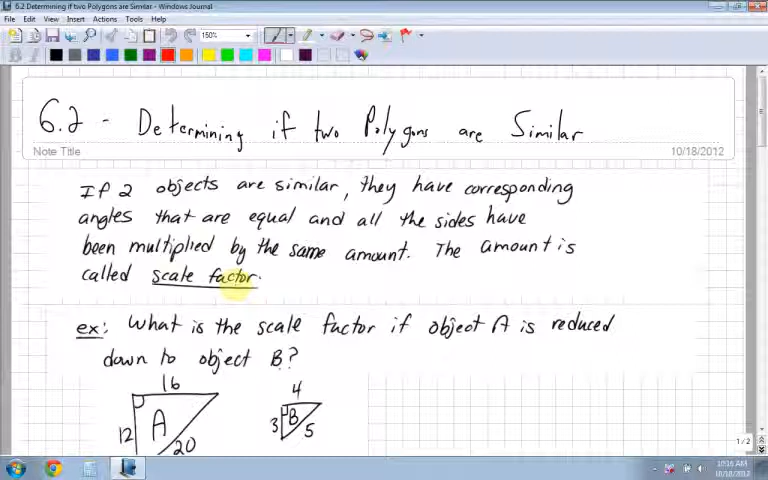 6.2 Determining if two Polygons are Similar - Windows Journal
File Edit View Insert Actions Tools Help
150%
6.2 - Determining if two Polygons are Similar
Note Title
10/18/2012
If 2 objects are similar, they have corresponding
angles that are equal and all the sides have
been multiplied by the same amount. The amount is
called scale factor.
ex: What is the scale factor if object A is reduced
down to object B?
16
4
A
B
12
20
3
5
1 / 2
10:16 AM
10/18/2012